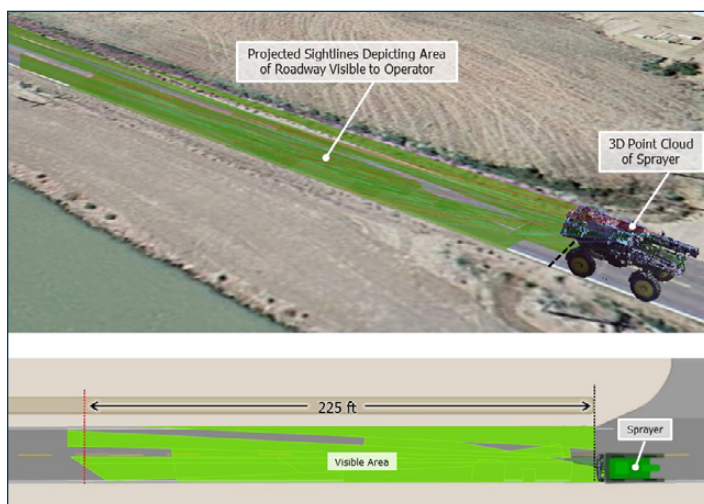 Projected Sightlines Depicting Area
of Roadway Visible to Operator
3D Point Cloud
of Sprayer
225 ft
Sprayer
Visible Area